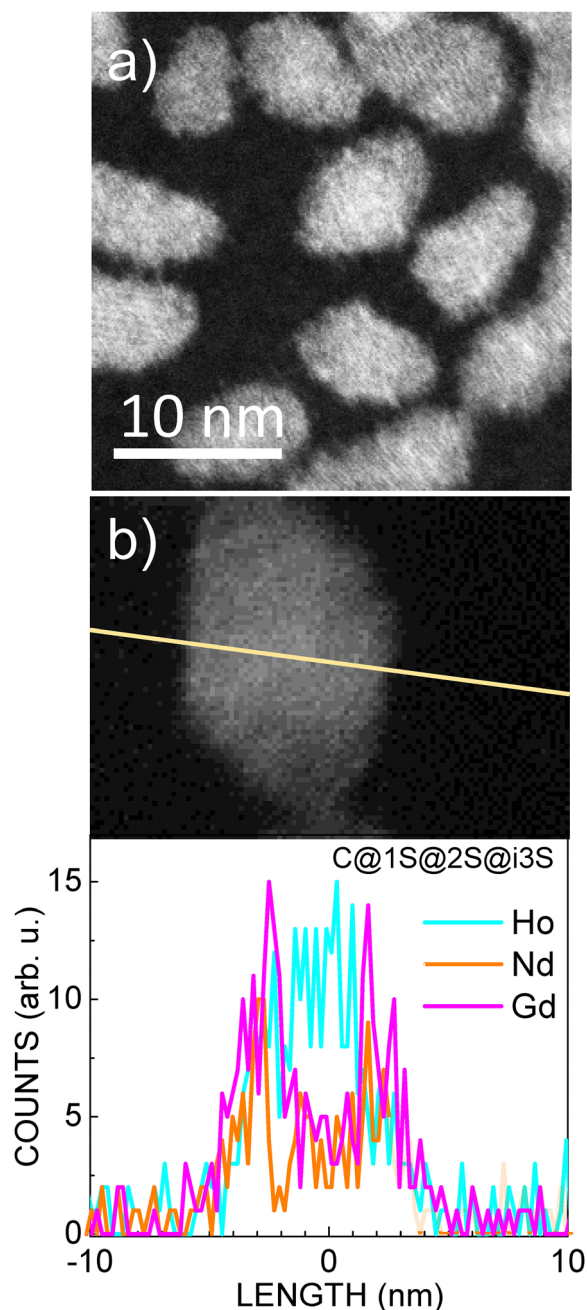 a)
10 nm
b)
C@1S@2S@i3S
Ho
Nd
Gd
COUNTS (arb. u.)
15
10
5
0
-10
0
10
LENGTH (nm)